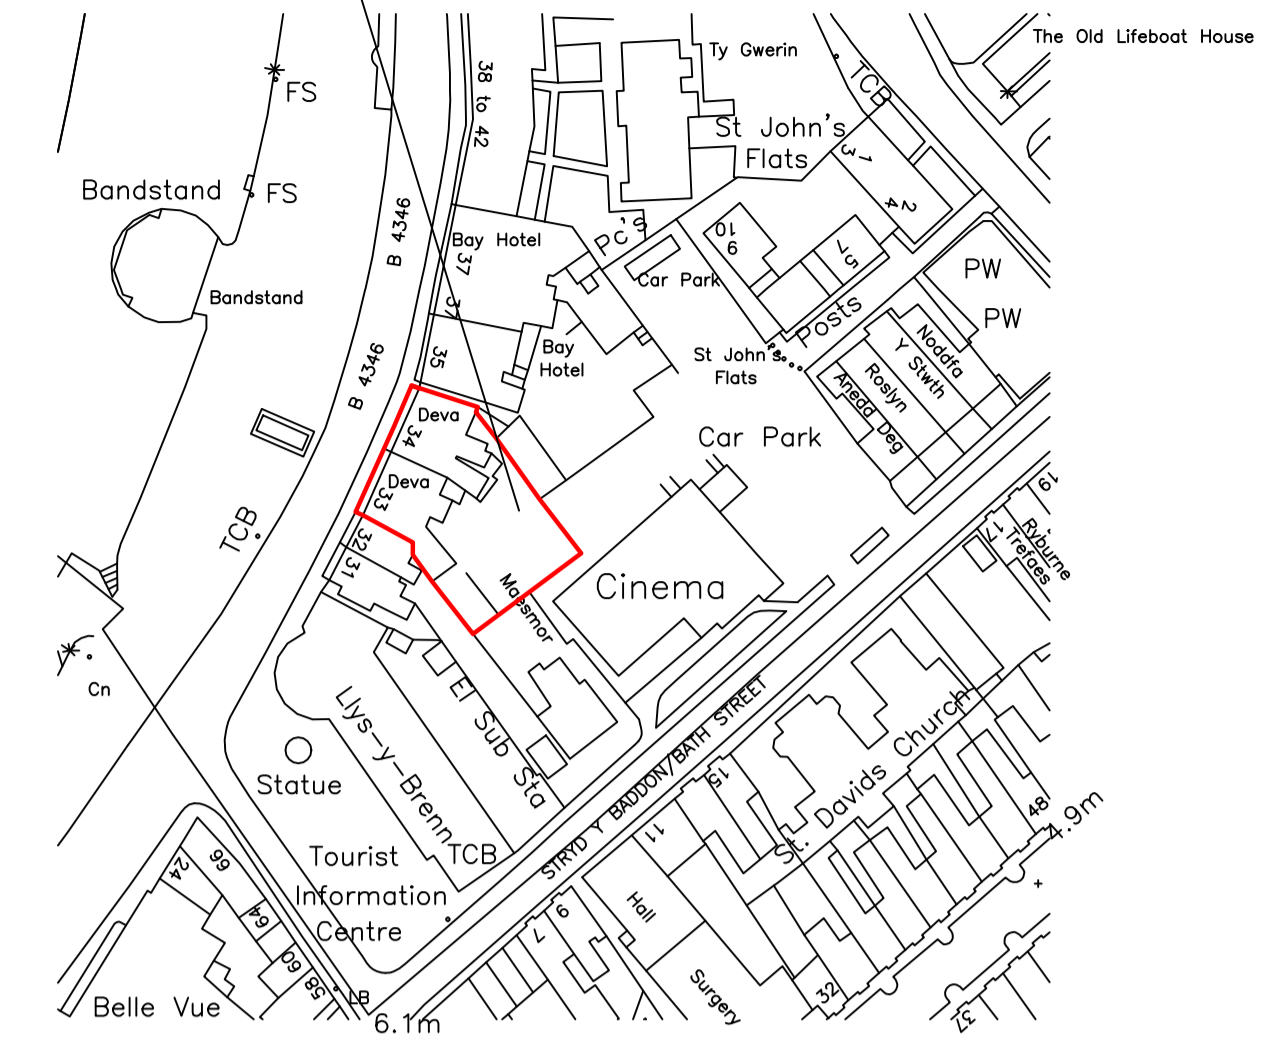 The Old Lifeboat House
Ty Gwerin
TCB
FS
38 to 42
St John's
Flats
1
3
2
4
Bandstand
FS
B 4346
Bay Hotel
37
Pc's
10
9
57
Car Park
PW
PW
Bandstand
37
Posts
35
Bay
Hotel
St John's
Flats
Noddfa
Y Stwth
Roslyn
Anedd Deg
B 4346
Deva
34
Car Park
Deva
33
19
TCB
32
31
17
Ryburne
Trefaes
Maesmor
Cinema
Cn
El Sub Sta
Llys-y-Brenn
Statue
STRYD Y BADDON/BATH STREET
St. Davids Church
15
11
48
4.9m
Tourist
Information
Centre
TCB
24
66
64
60
58
9
7
Hall
Surgery
32
37
LB
Belle Vue
6.1m